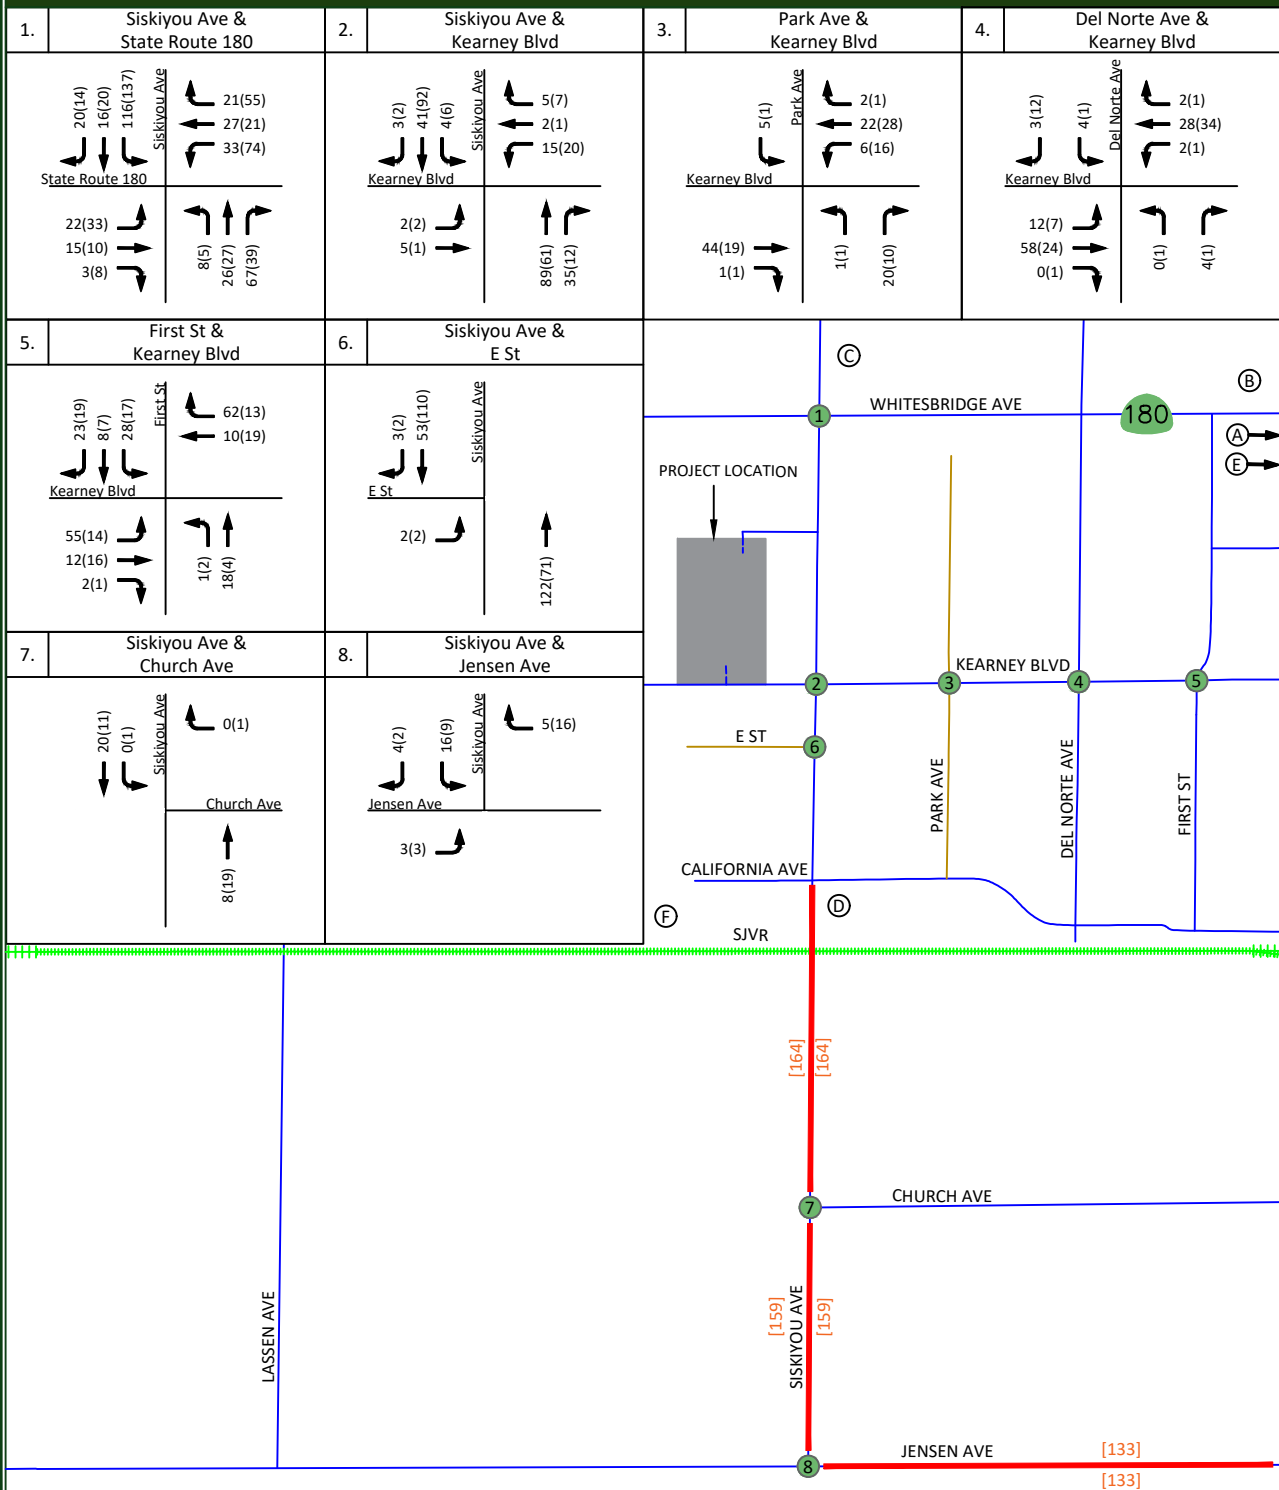 1.
Siskiyou Ave &
State Route 180
20(14)
16(20)
116(137)
Siskiyou Ave
21(55)
27(21)
33(74)
State Route 180
22(33)
15(10)
3(8)
8(5)
26(27)
67(39)
2.
Siskiyou Ave &
Kearney Blvd
3(2)
41(92)
4(6)
Siskiyou Ave
5(7)
2(1)
15(20)
Kearney Blvd
2(2)
5(1)
89(61)
35(12)
3.
Park Ave &
Kearney Blvd
5(1)
Park Ave
2(1)
22(28)
6(16)
Kearney Blvd
44(19)
1(1)
1(1)
20(10)
4.
Del Norte Ave &
Kearney Blvd
3(12)
4(1)
Del Norte Ave
2(1)
28(34)
2(1)
Kearney Blvd
12(7)
58(24)
0(1)
0(1)
4(1)
5.
First St &
Kearney Blvd
23(19)
8(7)
28(17)
First St
62(13)
10(19)
Kearney Blvd
55(14)
12(16)
2(1)
1(2)
18(4)
6.
Siskiyou Ave &
E St
3(2)
53(110)
Siskiyou Ave
E St
2(2)
122(71)
7.
Siskiyou Ave &
Church Ave
20(11)
0(1)
Siskiyou Ave
0(1)
Church Ave
8(19)
8.
Siskiyou Ave &
Jensen Ave
4(2)
16(9)
Siskiyou Ave
5(16)
Jensen Ave
3(3)
C
B
1
WHITESBRIDGE AVE
180
A
E
PROJECT LOCATION
KEARNEY BLVD
2
3
4
5
E ST
6
PARK AVE
DEL NORTE AVE
FIRST ST
CALIFORNIA AVE
F
D
SJVR
[164]
[164]
7
CHURCH AVE
LASSEN AVE
[159]
SISKIYOU AVE
[159]
JENSEN AVE
[133]
8
[133]